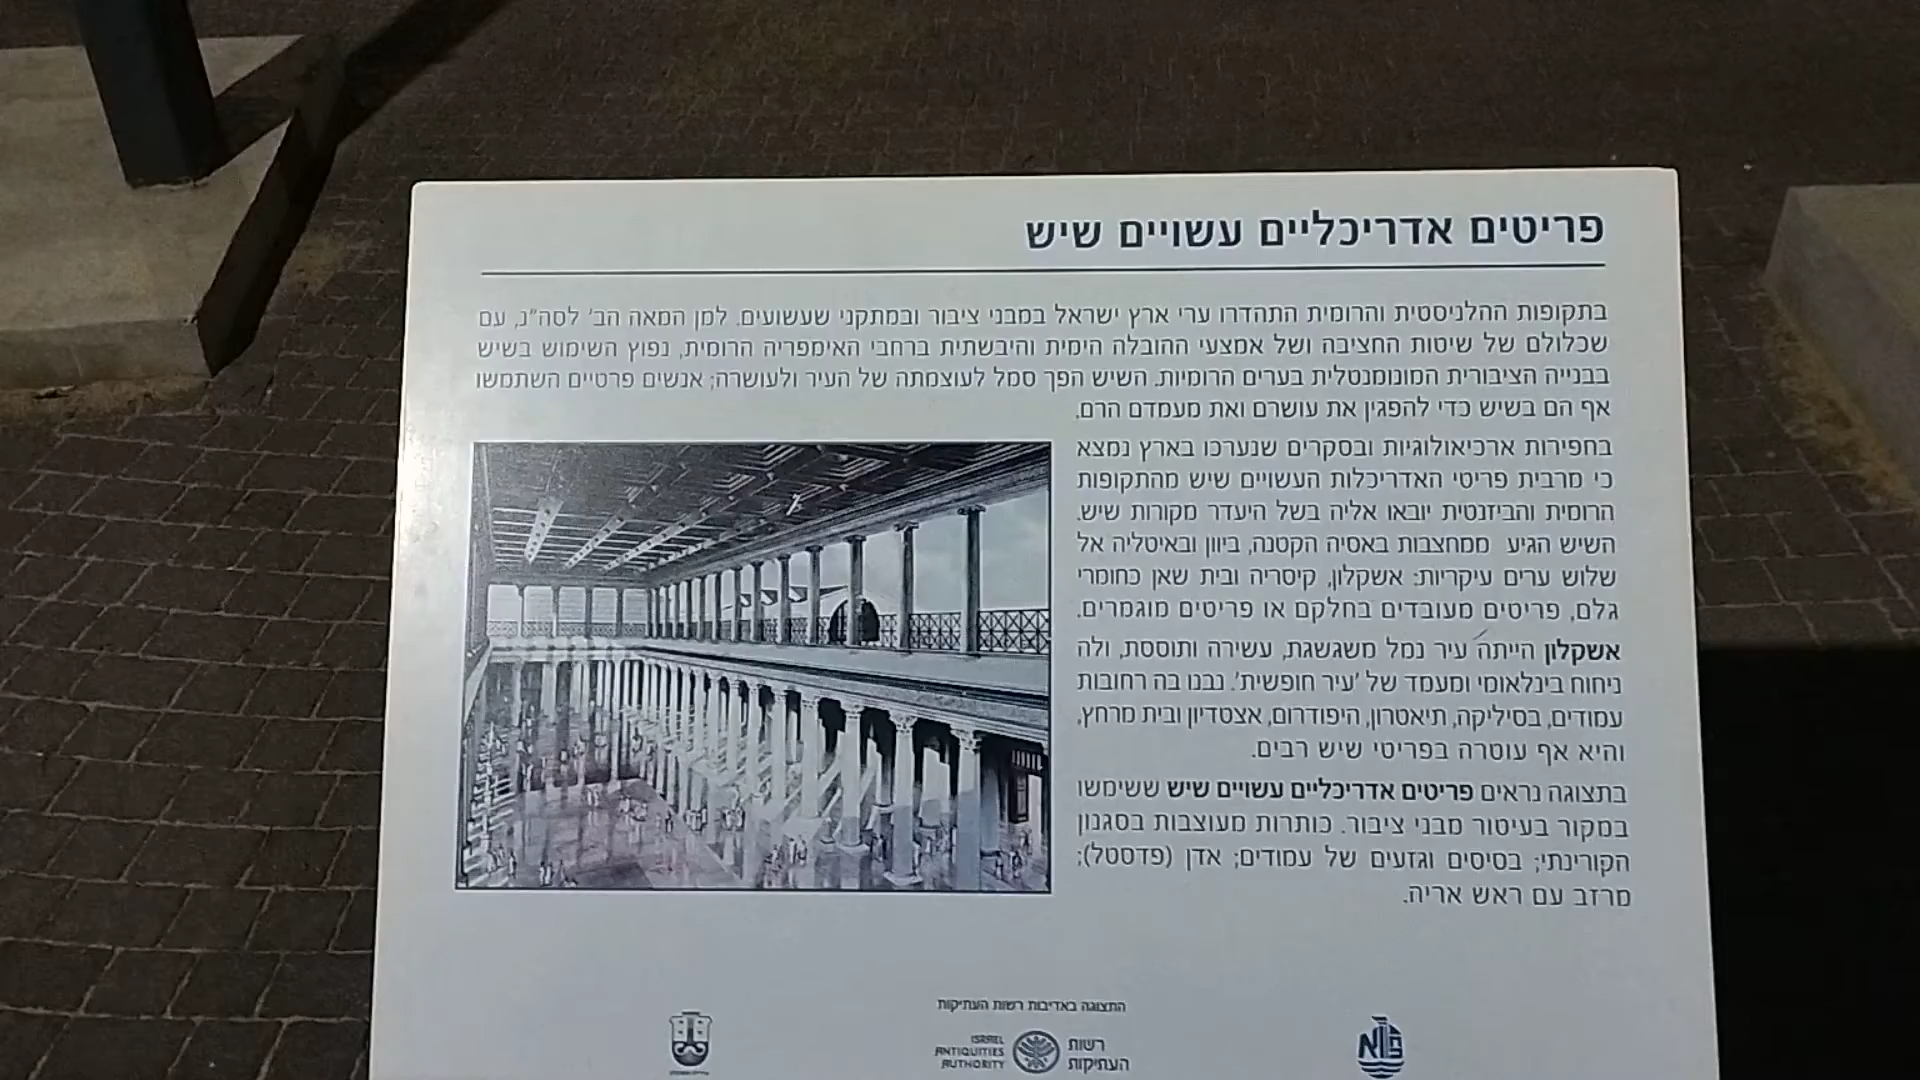 פריטים אדריכליים עשויים שיש
בתקופות ההלניסטית והרומית התהדרו ערי ארץ ישראל במבני ציבור ובמתקני שעשועים. למן המאה הב' לסה"נ, עם
שכלולם של שיטות החציבה ושל אמצעי ההובלה הימית והיבשתית ברחבי האימפריה הרומית, נפוץ השימוש בשיש
בבנייה הציבורית המונומנטלית בערים הרומיות. השיש הפך סמל לעוצמתה של העיר ולעושרה; אנשים פרטיים השתמשו
אף הם בשיש כדי להפגין את עושרם ואת מעמדם הרם.
בחפירות ארכיאולוגיות ובסקרים שנערכו בארץ נמצא
כי מרבית פריטי האדריכלות העשויים שיש מהתקופות
הרומית והביזנטית יובאו אליה בשל היעדר מקורות שיש.
השיש הגיע ממחצבות באסיה הקטנה, ביוון ובאיטליה אל
שלוש ערים עיקריות: אשקלון, קיסריה ובית שאן כחומרי
גלם, פריטים מעובדים בחלקם או פריטים מוגמרים.
אשקלון הייתה עיר נמל משגשגת, עשירה ותוססת, ולה
ניחוח בינלאומי ומעמד של 'עיר חופשית'. נבנו בה רחובות
עמודים, בסיליקה, תיאטרון, היפודרום, אצטדיון ובית מרחץ,
והיא אף עוטרה בפריטי שיש רבים.
בתצוגה נראים פריטים אדריכליים עשויים שיש ששימשו
במקור בעיטור מבני ציבור. כותרות מעוצבות בסגנון
הקורינתי; בסיסים וגזעים של עמודים; אדן (פדסטל);
מרזב עם ראש אריה.
התצוגה באדיבות רשות העתיקות
רשות
העתיקות
ISRAEL
ANTIQUITIES
AUTHORITY